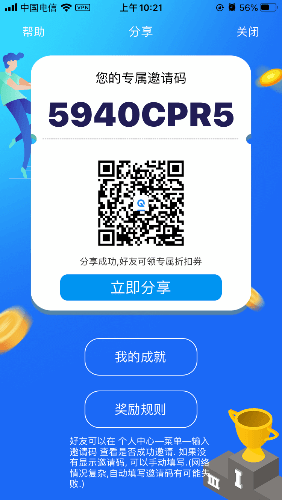 中国电信 VPN 上午10:21 56%
帮助 分享 关闭
您的专属邀请码
5940CPR5
分享成功,好友可领专属折扣券
立即分享
我的成就
奖励规则
好友可以在 个人中心—菜单—输入
邀请码 查看是否成功邀请. 如果没
有显示邀请码, 可以手动填写.(网络
情况复杂,自动填写邀请码有可能失
败.)